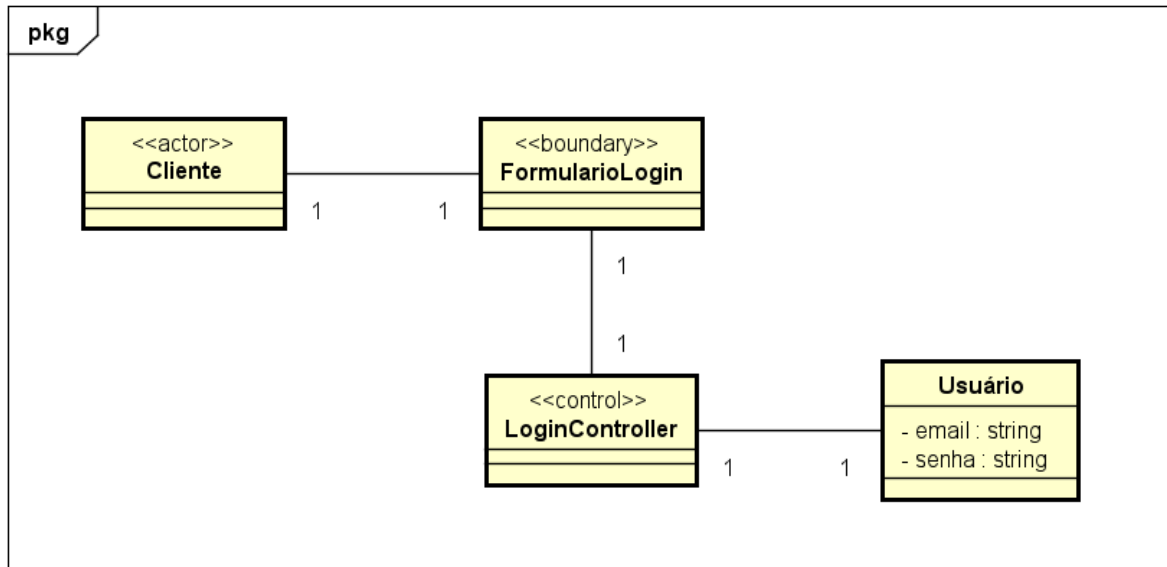 pkg
<<actor>>
Cliente
<<boundary>>
FormularioLogin
1
1
1
1
<<control>>
LoginController
Usuário
- email : string
- senha : string
1
1